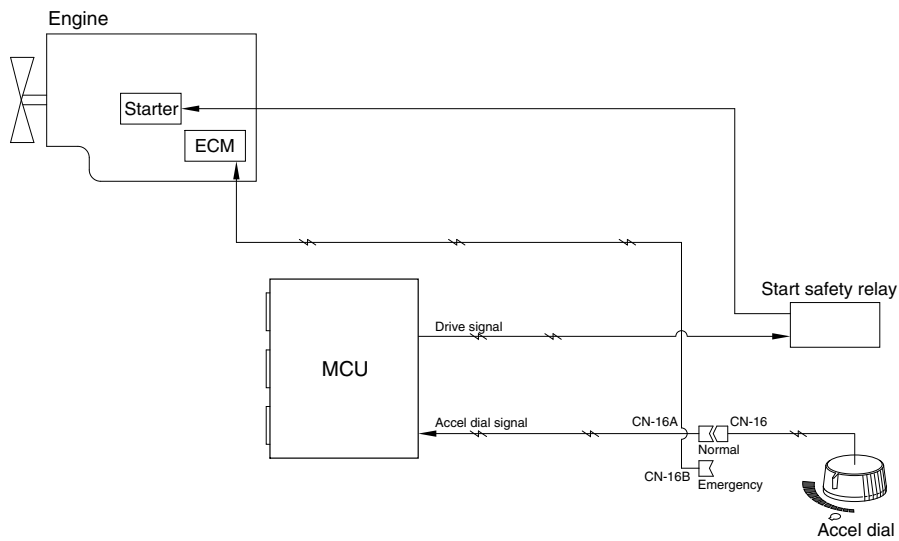 Engine
Starter
ECM
Start safety relay
Drive signal
MCU
Accel dial signal
CN-16A
CN-16
Normal
CN-16B
Emergency
Accel dial